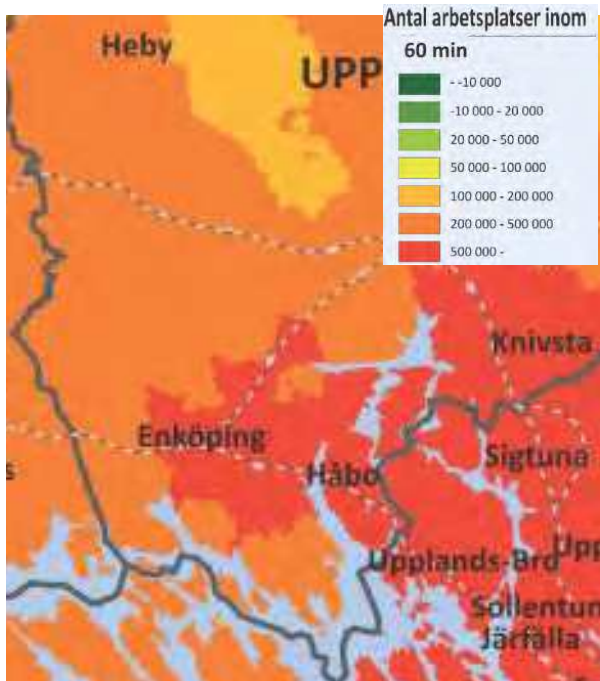 Antal arbetsplatser inom
60 min
- -10 000
-10 000 - 20 000
20 000 - 50 000
50 000 - 100 000
100 000 - 200 000
200 000 - 500 000
500 000 -
Heby
UPP
Knivsta
Enköping
Håbo
Sigtuna
s
Upplands-Bro
Upp
Sollentun
Järfälla